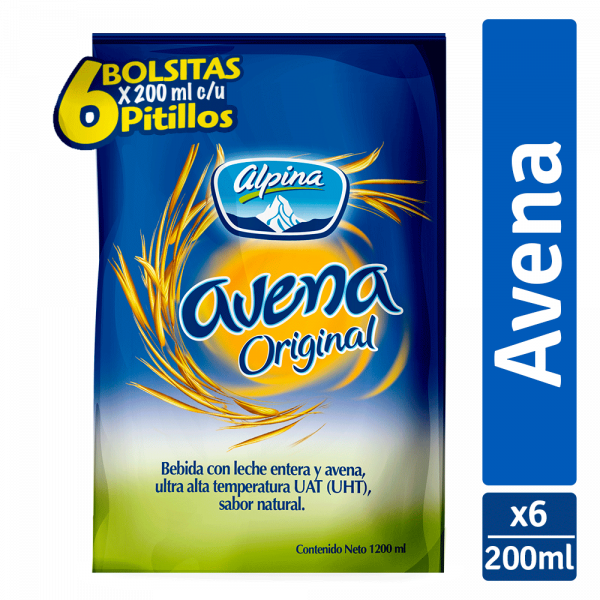 6 BOLSITAS
X 200 ml c/u
Pitillos
alpina
avena
Original
Bebida con leche entera y avena,
ultra alta temperatura UAT (UHT),
sabor natural.
Contenido Neto 1200 ml
Avena
x6
200ml